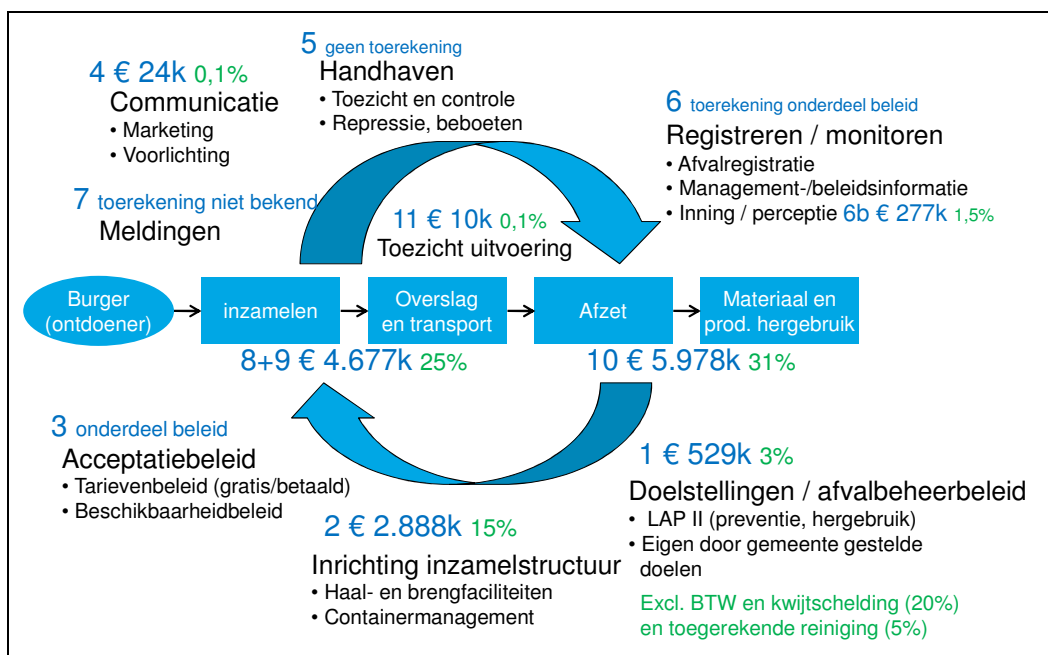 5 geen toerekening
Handhaven
• Toezicht en controle
• Repressie, beboeten
4 € 24k 0,1%
Communicatie
• Marketing
• Voorlichting
6 toerekening onderdeel beleid
Registreren / monitoren
• Afvalregistratie
• Management-/beleidsinformatie
• Inning / perceptie 6b € 277k 1,5%
7 toerekening niet bekend
Meldingen
11 € 10k 0,1%
Toezicht uitvoering
Burger
(ontdoener)
inzamelen
Overslag
en transport
Afzet
Materiaal en
prod. hergebruik
8+9 € 4.677k 25%
10 € 5.978k 31%
3 onderdeel beleid
Acceptatiebeleid
• Tarievenbeleid (gratis/betaald)
• Beschikbaarheidbeleid
2 € 2.888k 15%
Inrichting inzamelstructuur
• Haal- en brengfaciliteiten
• Containermanagement
1 € 529k 3%
Doelstellingen / afvalbeheerbeleid
• LAP II (preventie, hergebruik)
• Eigen door gemeente gestelde
doelen
Excl. BTW en kwijtschelding (20%)
en toegerekende reiniging (5%)